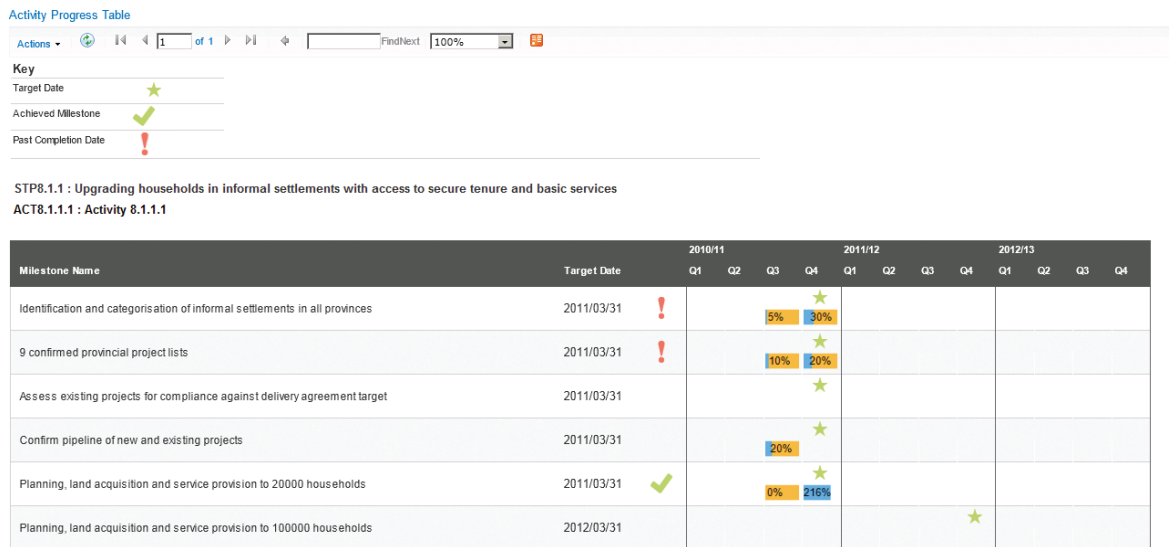 Activity Progress Table
Actions 1 of 1 FindNext 100%
Key
Target Date
Achieved Milestone
Past Completion Date
STP8.1.1 : Upgrading households in informal settlements with access to secure tenure and basic services
ACT8.1.1.1 : Activity 8.1.1.1
2010/11 2011/12 2012/13
Milestone Name Target Date Q1 Q2 Q3 Q4 Q1 Q2 Q3 Q4 Q1 Q2 Q3 Q4
Identification and categorisation of informal settlements in all provinces 2011/03/31 5% 30%
9 confirmed provincial project lists 2011/03/31 10% 20%
Assess existing projects for compliance against delivery agreement target 2011/03/31
Confirm pipeline of new and existing projects 2011/03/31 20%
Planning, land acquisition and service provision to 20000 households 2011/03/31 0% 216%
Planning, land acquisition and service provision to 100000 households 2012/03/31